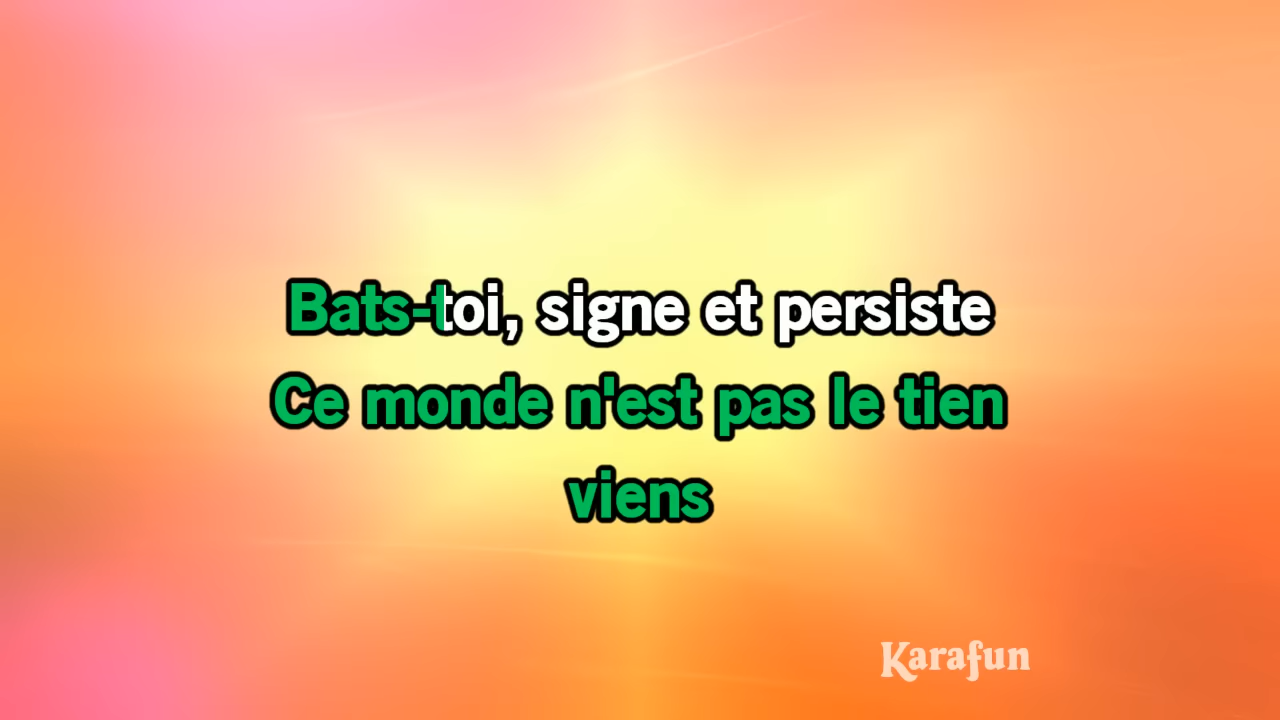 Bats-toi, signe et persiste
Ce monde n'est pas le tien
viens
Karafun